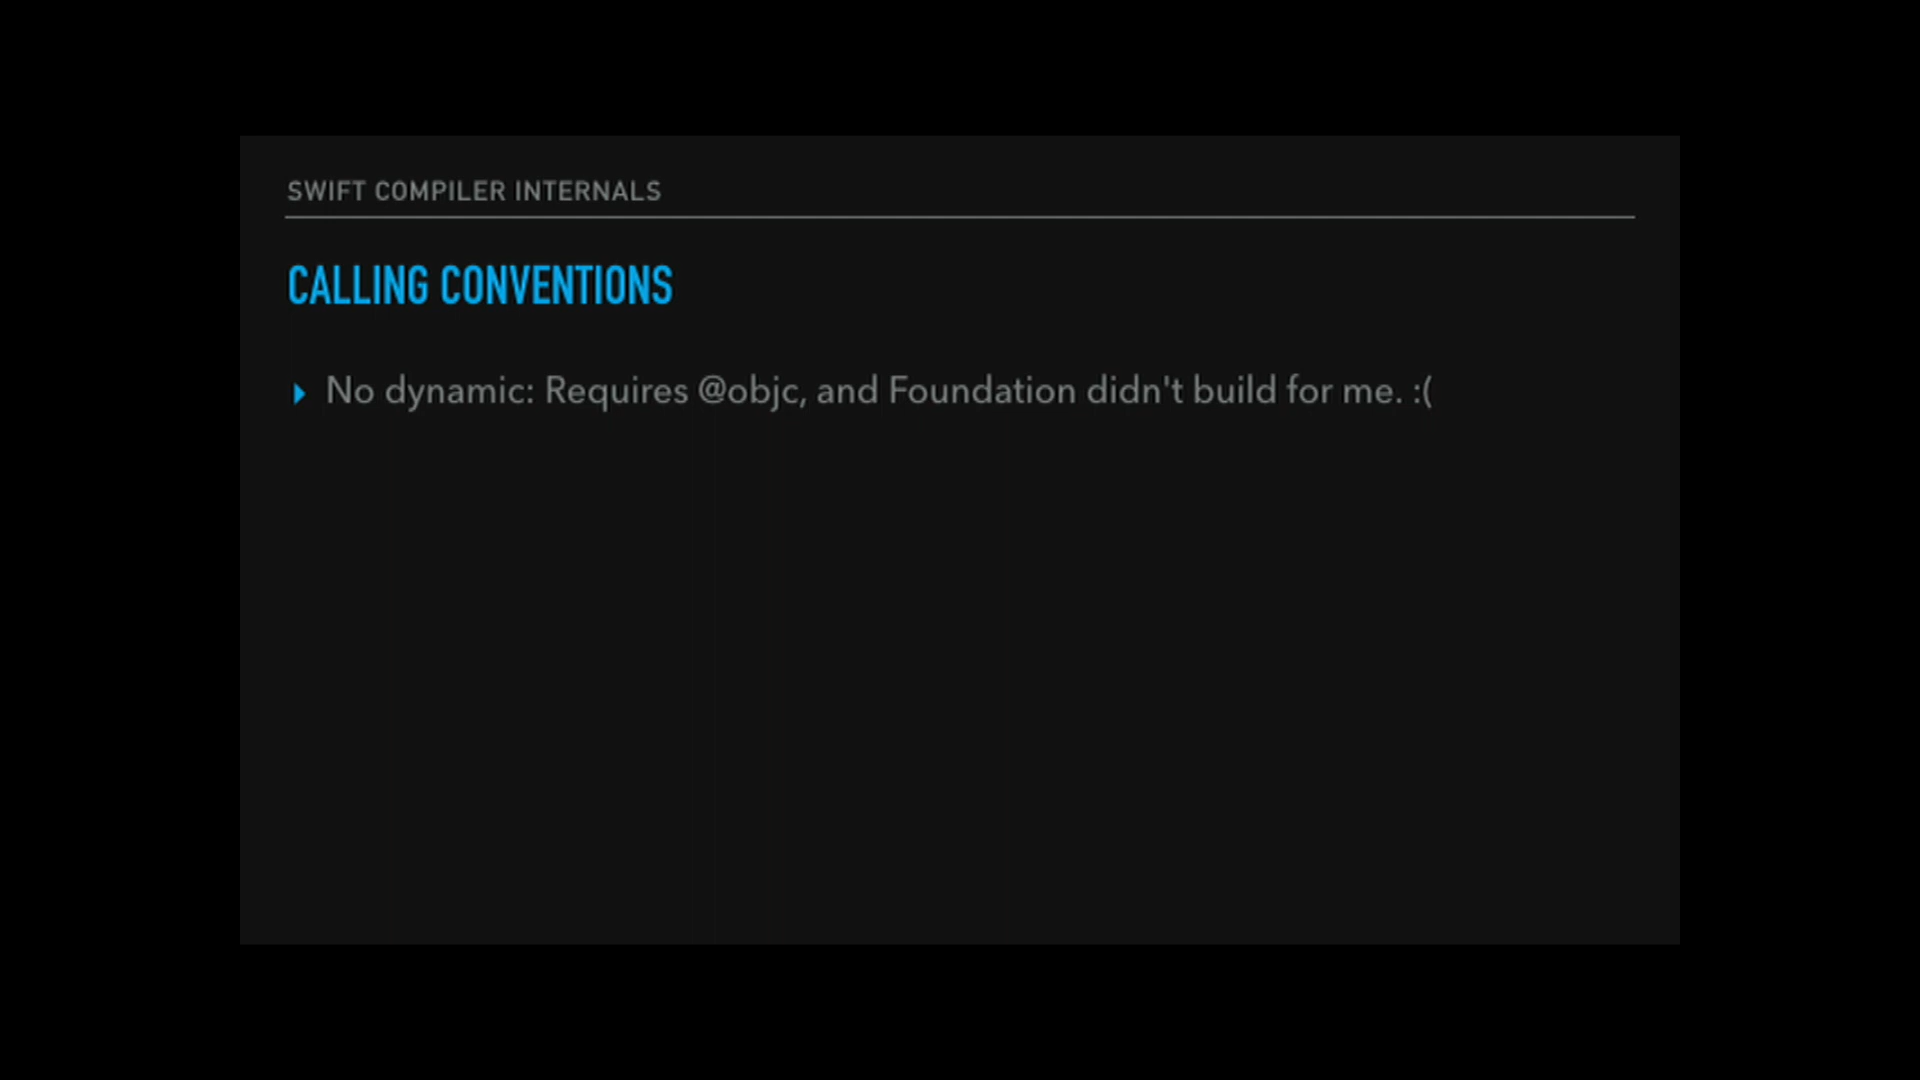 SWIFT COMPILER INTERNALS
CALLING CONVENTIONS
No dynamic: Requires @objc, and Foundation didn't build for me. :(